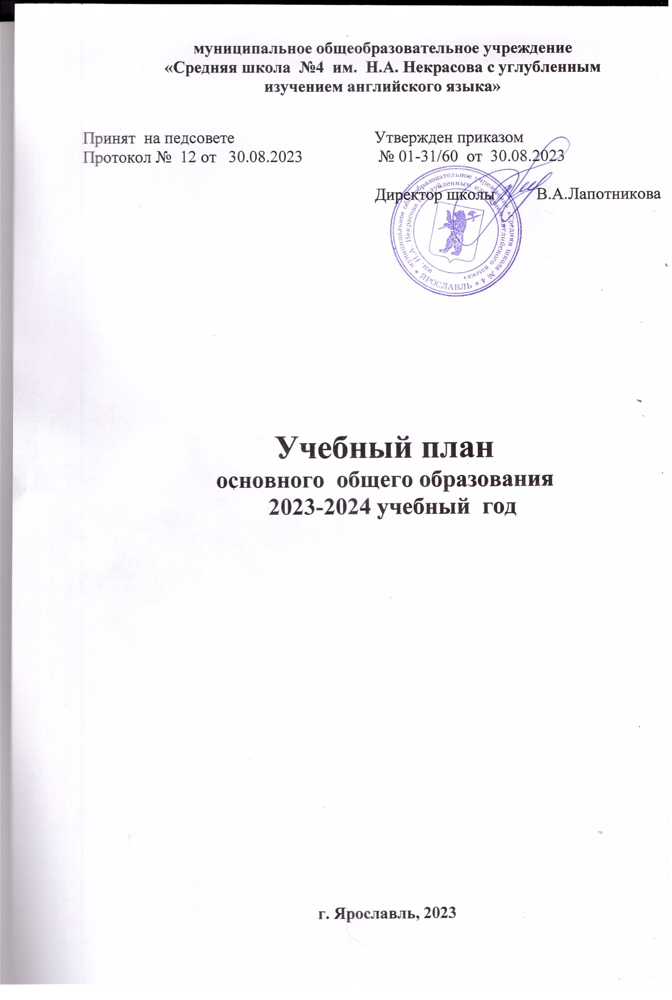 муниципальное общеобразовательное учреждение
«Средняя школа №4 им. Н.А. Некрасова с углубленным
изучением английского языка»
Принят на педсовете
Протокол № 12 от 30.08.2023
Утвержден приказом
№ 01-31/60 от 30.08.2023
Директор школы В.А.Лапотникова
муниципальное общеобразовательное учреждение «Средняя школа № 4
им. Н.А. Некрасова с углубленным изучением английского языка»
* ЯРОСЛАВЛЬ *
Учебный план
основного общего образования
2023-2024 учебный год
г. Ярославль, 2023